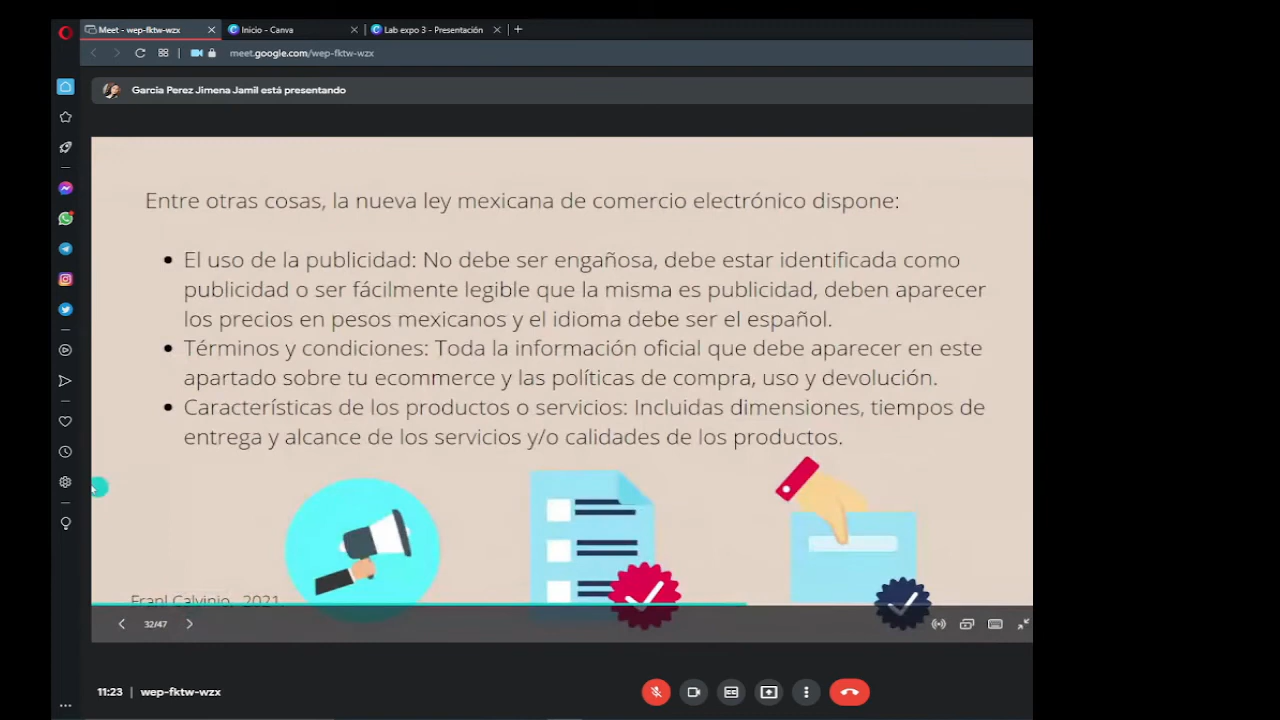 Meet - wep-fktw-wzx
Inicio - Canva
Lab expo 3 - Presentación
meet.google.com/wep-fktw-wzx
Garcia Perez Jimena Jamil está presentando
Entre otras cosas, la nueva ley mexicana de comercio electrónico dispone:
• El uso de la publicidad: No debe ser engañosa, debe estar identificada como
publicidad o ser fácilmente legible que la misma es publicidad, deben aparecer
los precios en pesos mexicanos y el idioma debe ser el español.
• Términos y condiciones: Toda la información oficial que debe aparecer en este
apartado sobre tu ecommerce y las políticas de compra, uso y devolución.
• Características de los productos o servicios: Incluidas dimensiones, tiempos de
entrega y alcance de los servicios y/o calidades de los productos.
Franl Calvinio, 2021.
32/47
11:23 | wep-fktw-wzx